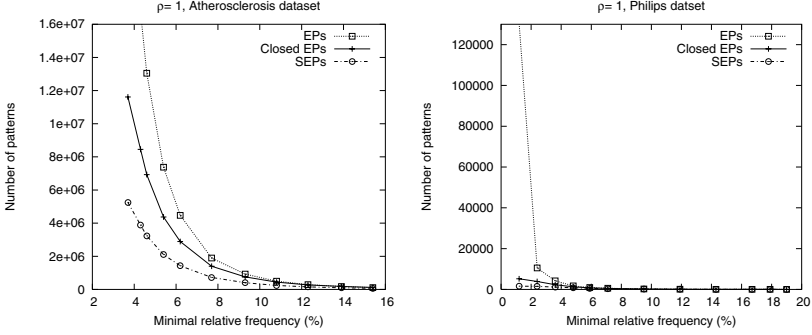 ρ= 1, Atherosclerosis dataset
1.6e+07
1.4e+07
1.2e+07
1e+07
8e+06
6e+06
4e+06
2e+06
0
Number of patterns
EPs
Closed EPs
SEPs
2 4 6 8 10 12 14 16
Minimal relative frequency (%)
ρ= 1, Philips datset
120000
100000
80000
60000
40000
20000
0
Number of patterns
EPs
Closed EPs
SEPs
0 2 4 6 8 10 12 14 16 18 20
Minimal relative frequency (%)